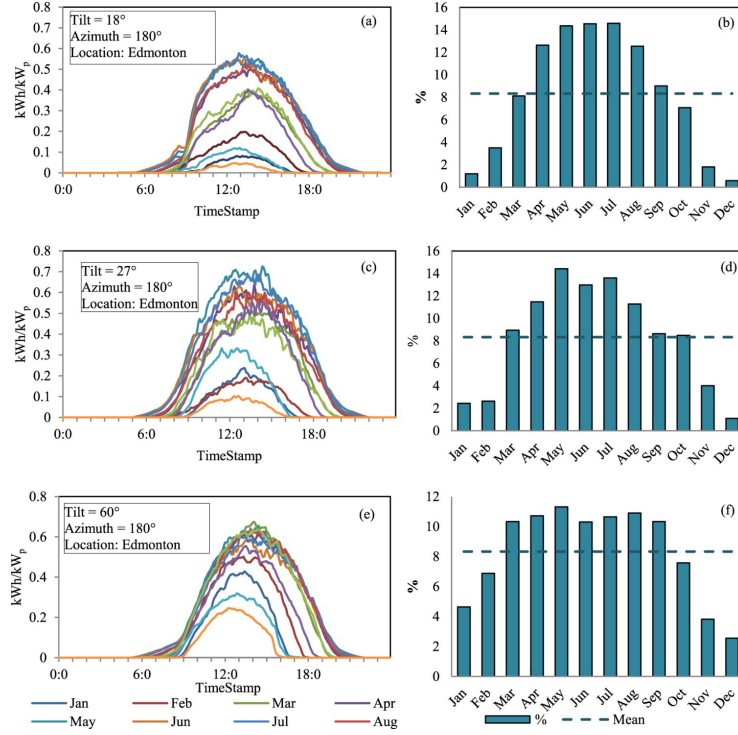 (a)
Tilt = 18°
Azimuth = 180°
Location: Edmonton
kWh/kWp
0.8
0.7
0.6
0.5
0.4
0.3
0.2
0.1
0
0:0 6:0 12:0 18:0
TimeStamp
(b)
%
16
14
12
10
8
6
4
2
0
Jan Feb Mar Apr May Jun Jul Aug Sep Oct Nov Dec
(c)
Tilt = 27°
Azimuth = 180°
Location: Edmonton
kWh/kWp
0.8
0.7
0.6
0.5
0.4
0.3
0.2
0.1
0
0:0 6:0 12:0 18:0
TimeStamp
(d)
%
16
14
12
10
8
6
4
2
0
Jan Feb Mar Apr May Jun Jul Aug Sep Oct Nov Dec
(e)
Tilt = 60°
Azimuth = 180°
Location: Edmonton
kWh/kWp
0.8
0.6
0.4
0.2
0
0:0 6:0 12:0 18:0
TimeStamp
Jan Feb Mar Apr
May Jun Jul Aug
(f)
%
12
10
8
6
4
2
0
Jan Feb Mar Apr May Jun Jul Aug Sep Oct Nov Dec
% Mean